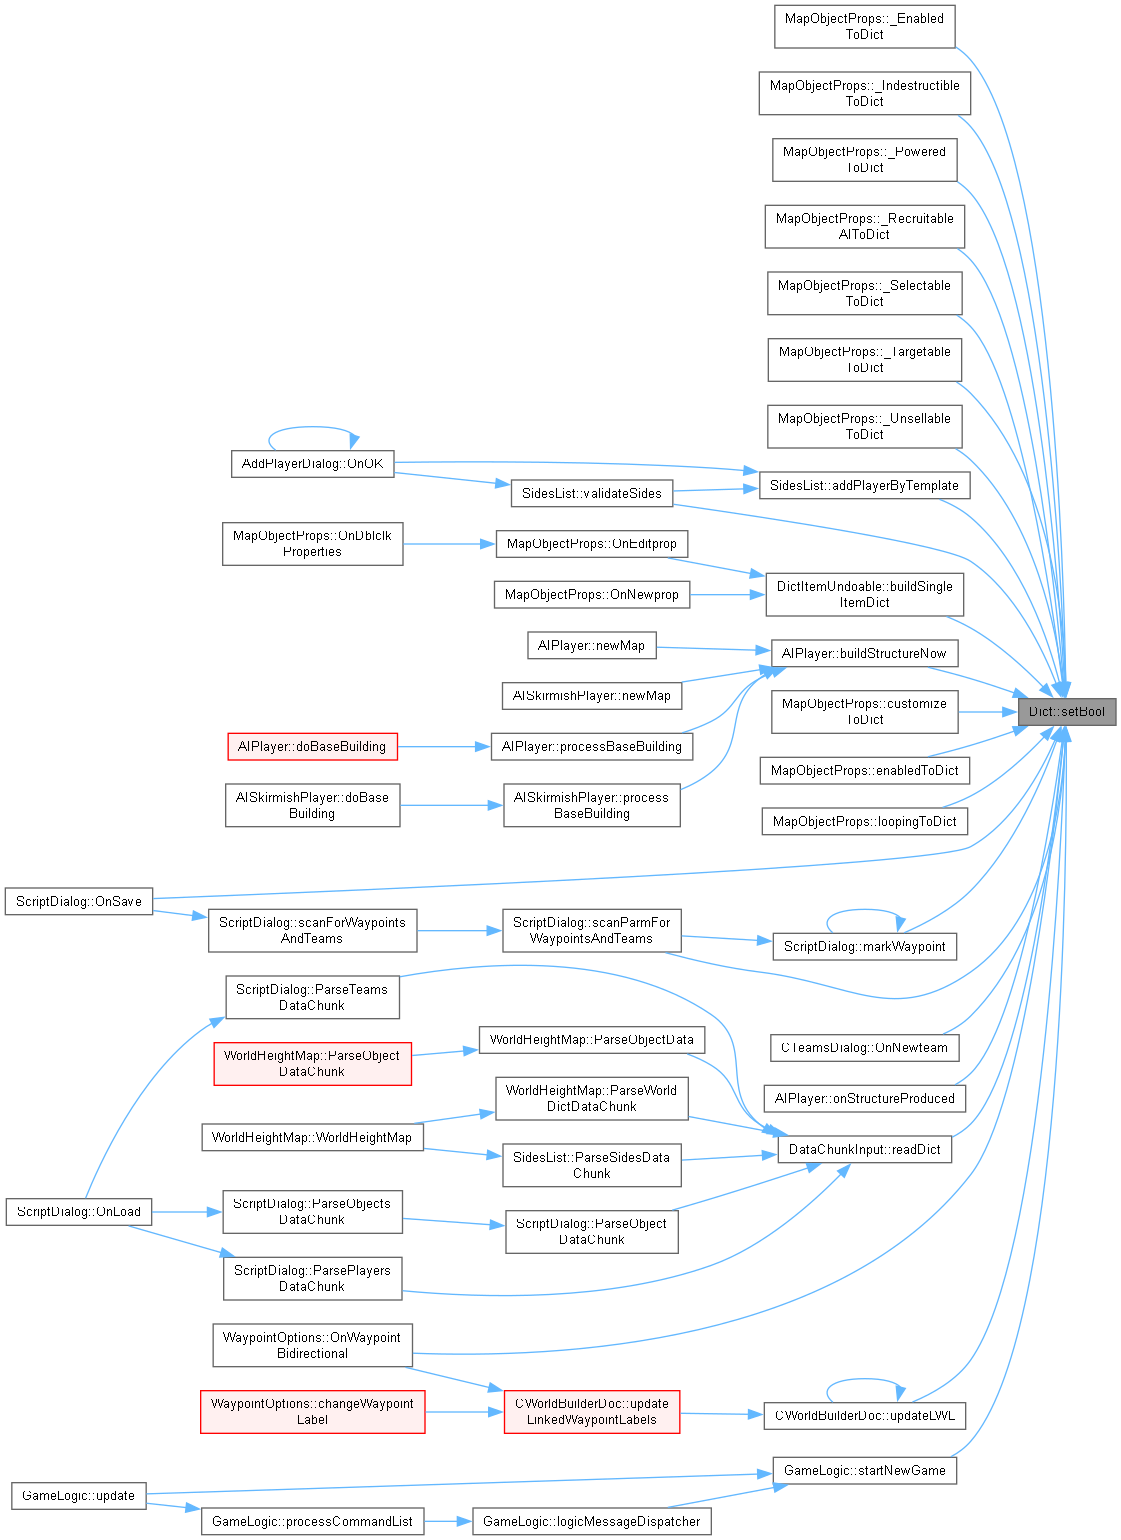 MapObjectProps::_Enabled
ToDict
MapObjectProps::_Indestructible
ToDict
MapObjectProps::_Powered
ToDict
MapObjectProps::_Recruitable
AIToDict
MapObjectProps::_Selectable
ToDict
MapObjectProps::_Targetable
ToDict
MapObjectProps::_Unsellable
ToDict
AddPlayerDialog::OnOK
SidesList::validateSides
SidesList::addPlayerByTemplate
MapObjectProps::OnDblclk
Properties
MapObjectProps::OnEditprop
MapObjectProps::OnNewprop
DictItemUndoable::buildSingle
ItemDict
AIPlayer::newMap
AIPlayer::buildStructureNow
AISkirmishPlayer::newMap
MapObjectProps::customize
ToDict
Dict::setBool
AIPlayer::doBaseBuilding
AIPlayer::processBaseBuilding
MapObjectProps::enabledToDict
AISkirmishPlayer::doBase
Building
AISkirmishPlayer::process
BaseBuilding
MapObjectProps::loopingToDict
ScriptDialog::OnSave
ScriptDialog::scanForWaypoints
AndTeams
ScriptDialog::scanParmFor
WaypointsAndTeams
ScriptDialog::markWaypoint
ScriptDialog::ParseTeams
DataChunk
WorldHeightMap::ParseObject
DataChunk
WorldHeightMap::ParseObjectData
CTeamsDialog::OnNewteam
WorldHeightMap::ParseWorld
DictDataChunk
AIPlayer::onStructureProduced
WorldHeightMap::WorldHeightMap
SidesList::ParseSidesData
Chunk
DataChunkInput::readDict
ScriptDialog::OnLoad
ScriptDialog::ParseObjects
DataChunk
ScriptDialog::ParseObject
DataChunk
ScriptDialog::ParsePlayers
DataChunk
WaypointOptions::OnWaypoint
Bidirectional
WaypointOptions::changeWaypoint
Label
CWorldBuilderDoc::update
LinkedWaypointLabels
CWorldBuilderDoc::updateLWL
GameLogic::startNewGame
GameLogic::update
GameLogic::processCommandList
GameLogic::logicMessageDispatcher